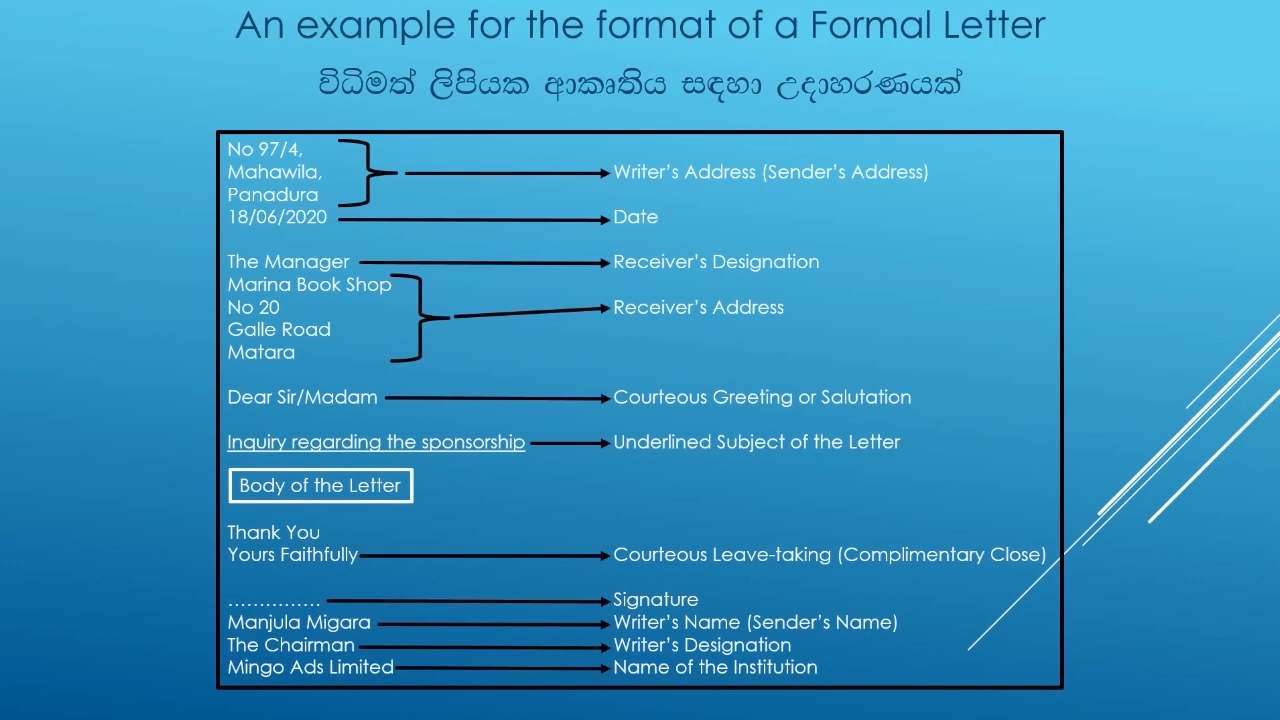 An example for the format of a Formal Letter
විධිමත් ලිපියක ආකෘතිය සඳහා උදාහරණයක්
No 97/4,
Mahawila,
Writer's Address (Sender's Address)
Panadura
18/06/2020
Date
The Manager
Receiver's Designation
Marina Book Shop
No 20
Receiver's Address
Galle Road
Matara
Dear Sir/Madam
Courteous Greeting or Salutation
Inquiry regarding the sponsorship
Underlined Subject of the Letter
Body of the Letter
Thank You
Yours Faithfully
Courteous Leave-taking (Complimentary Close)
……………
Signature
Manjula Migara
Writer's Name (Sender's Name)
The Chairman
Writer's Designation
Mingo Ads Limited
Name of the Institution